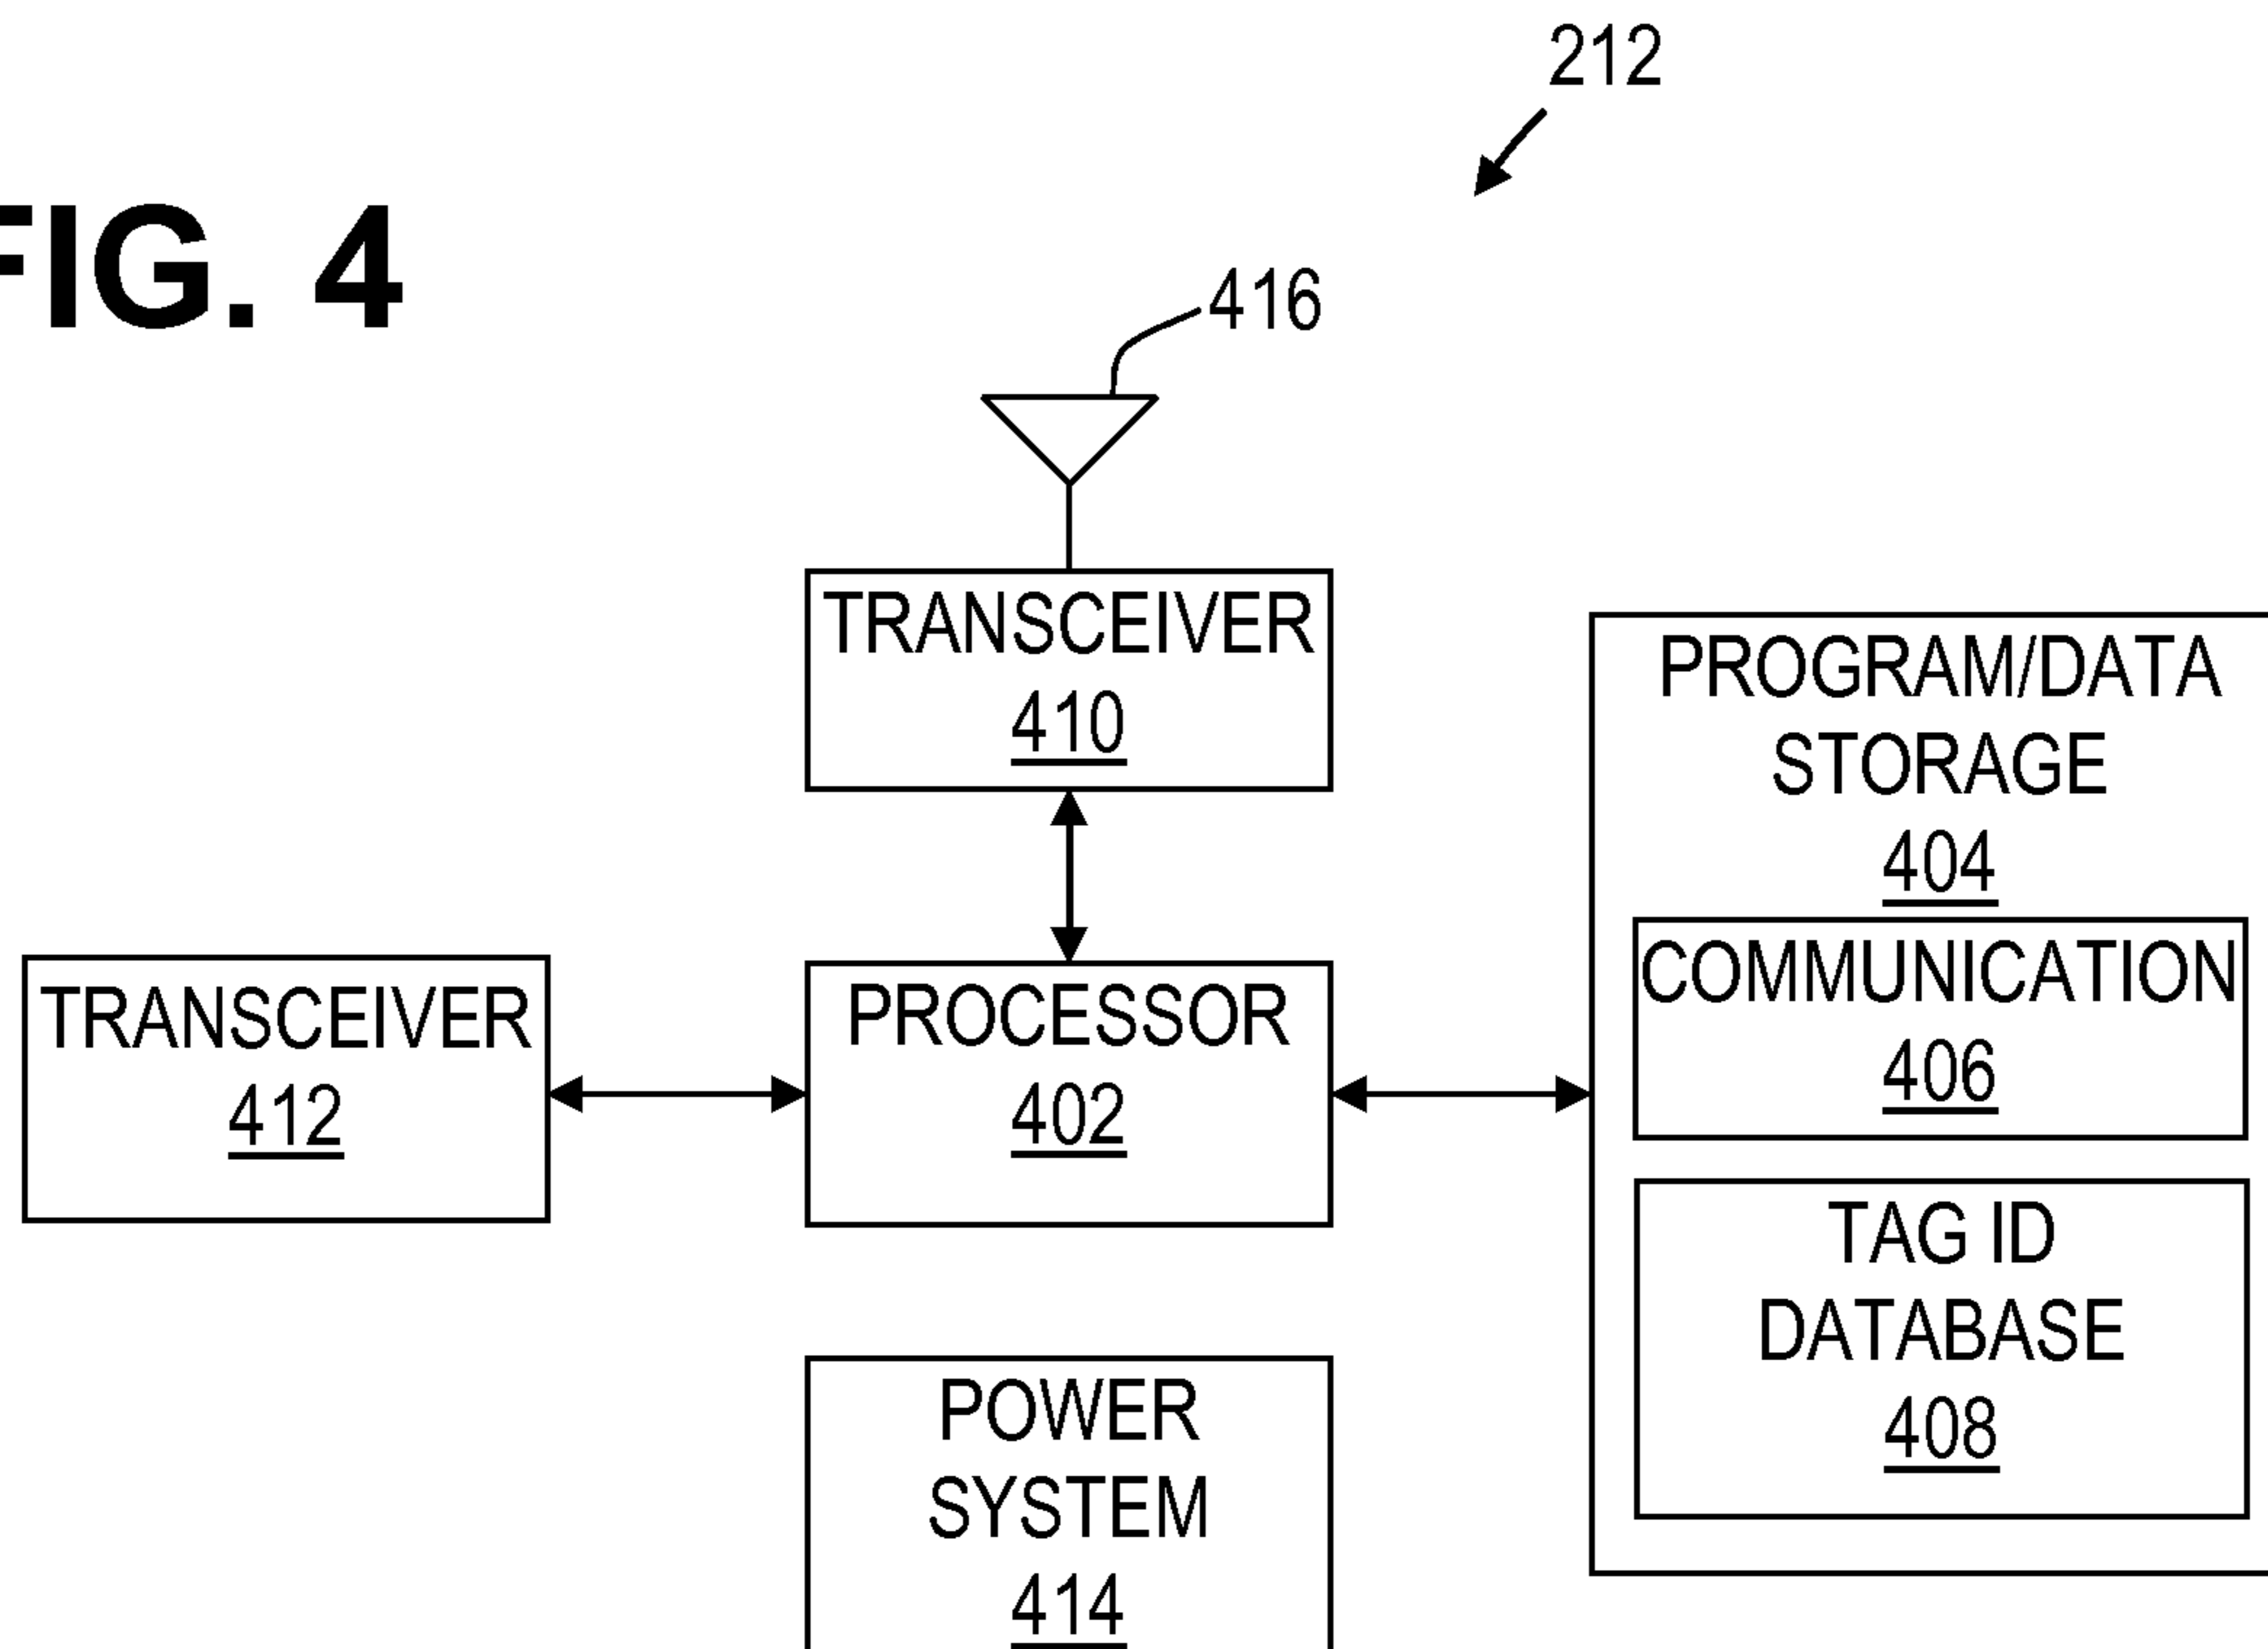 212
FIG. 4
416
TRANSCEIVER
410
PROGRAM/DATA
STORAGE
404
COMMUNICATION
406
TRANSCEIVER
412
PROCESSOR
402
TAG ID
DATABASE
408
POWER
SYSTEM
414